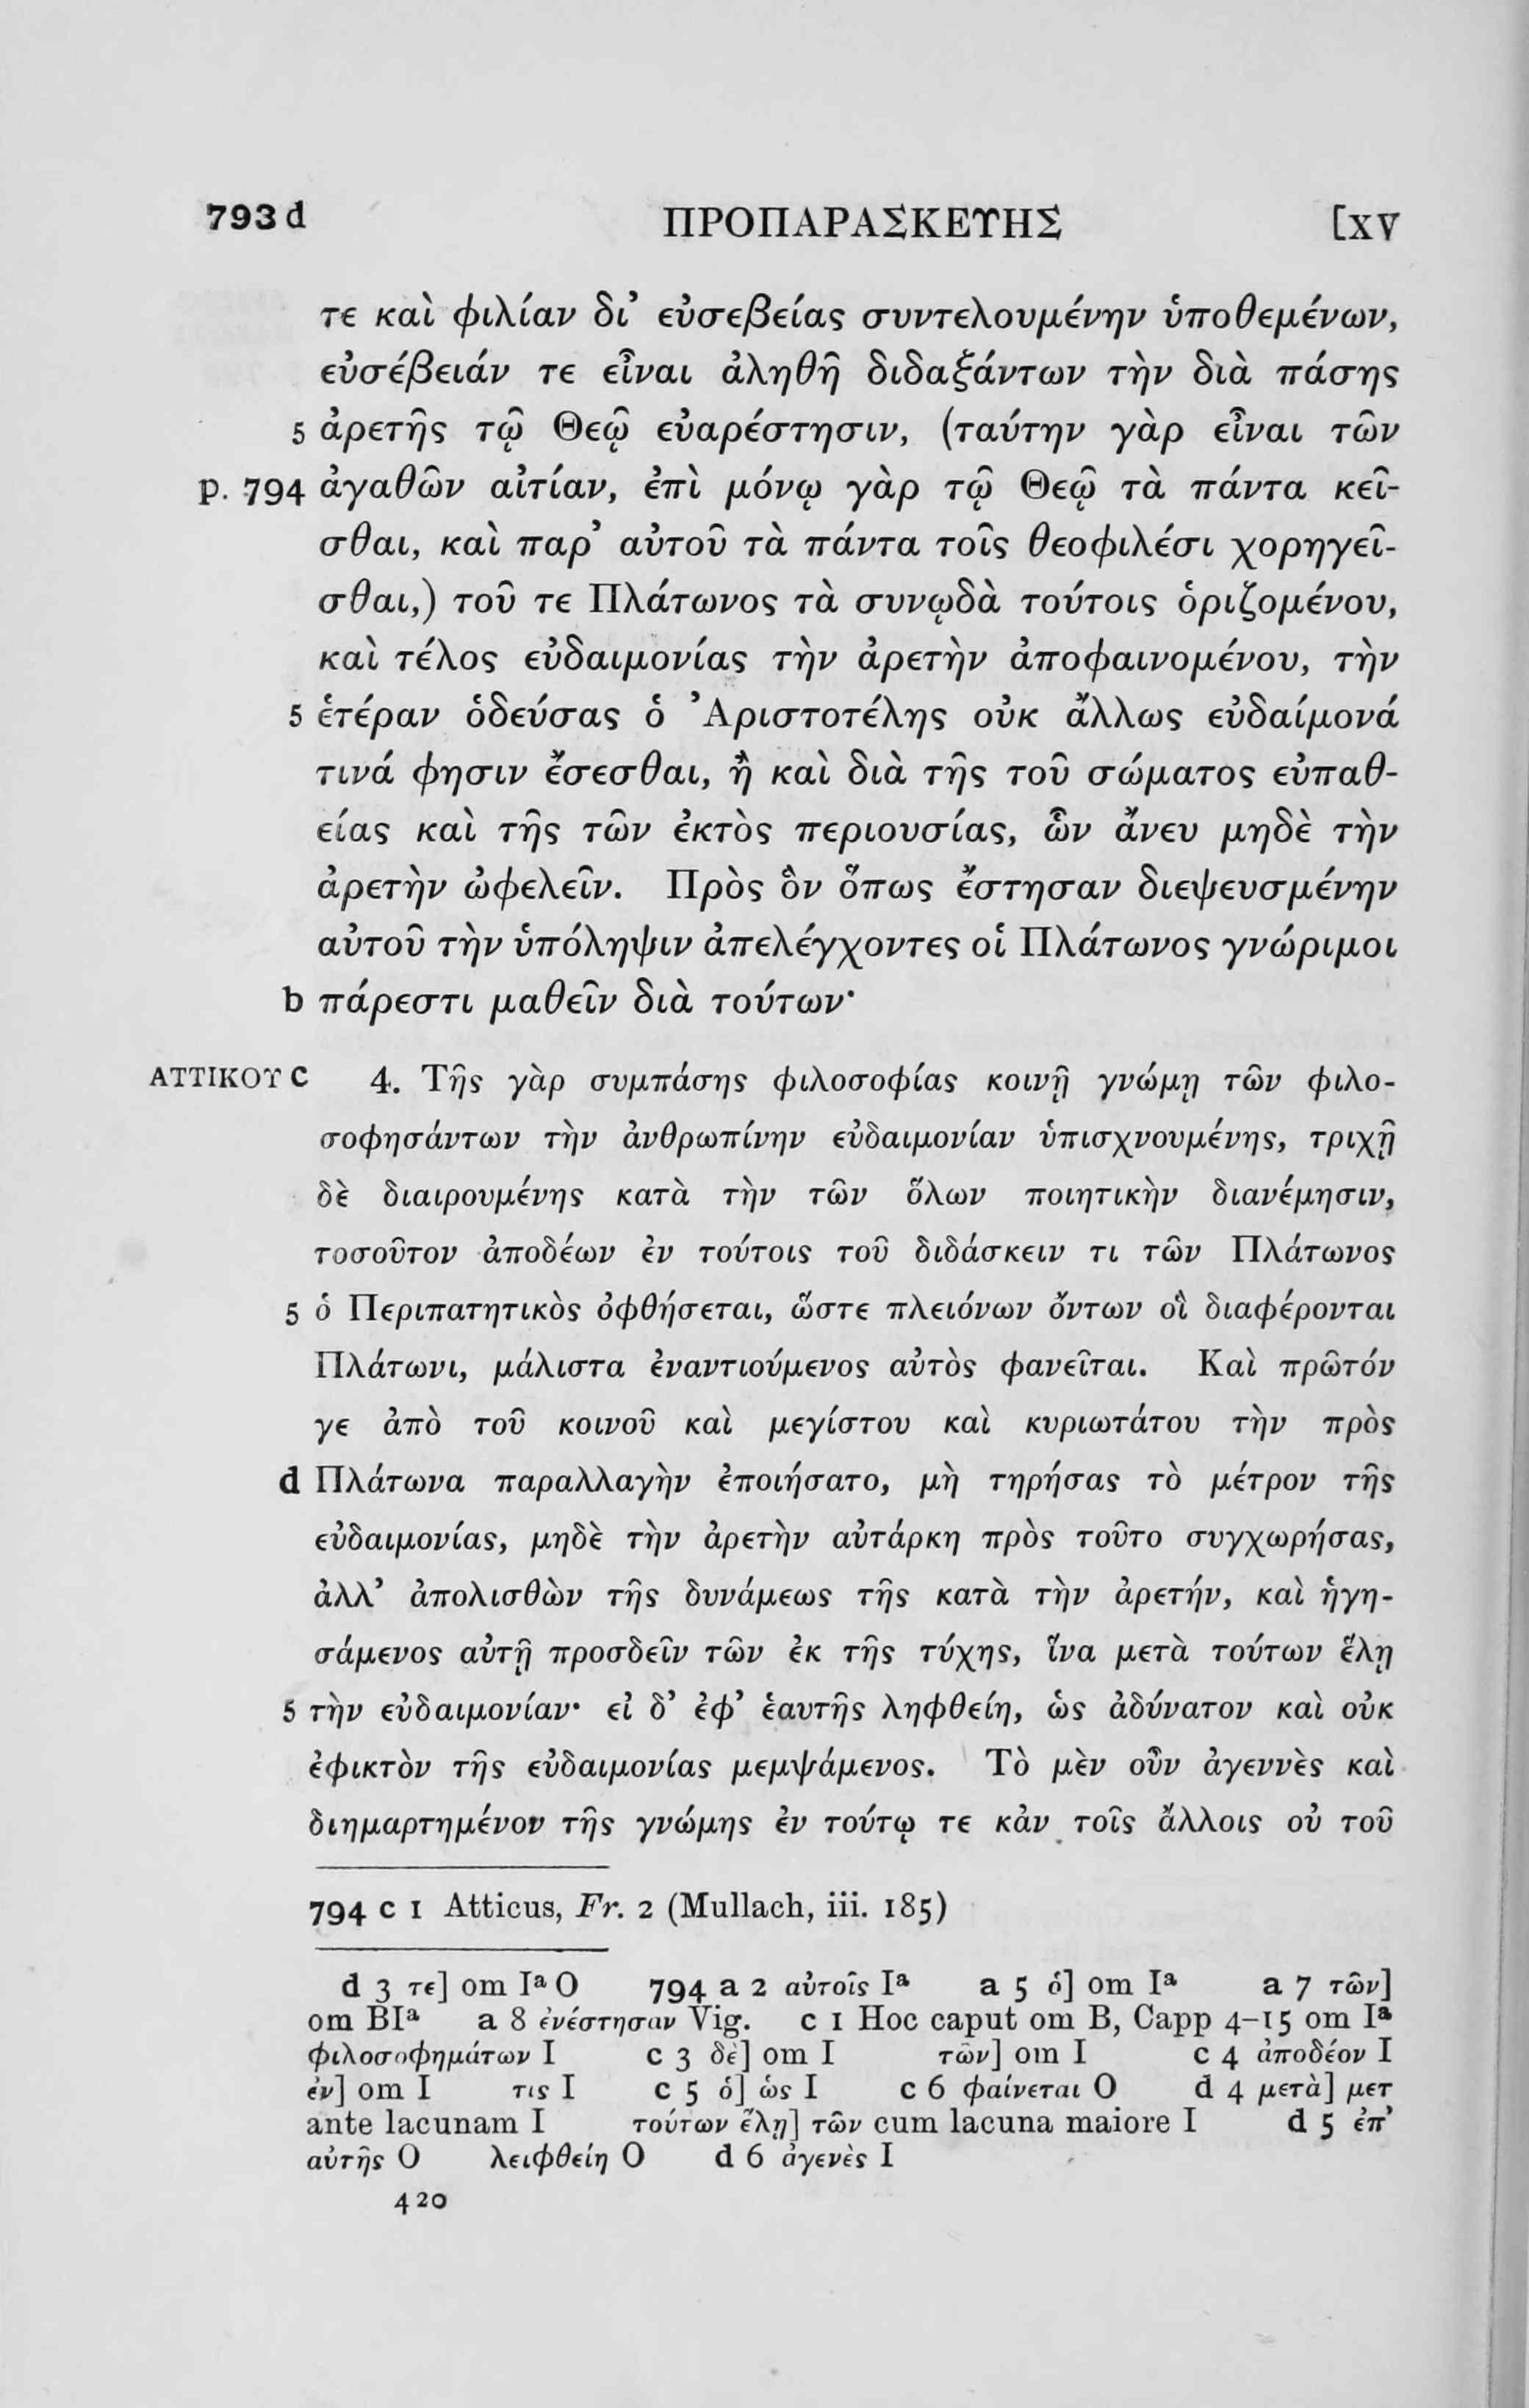 793 d ΠΡΟΠΑΡΑΣΚΕΥΗΣ [XV
τε καὶ φιλίαν δι’ εὐσεβείας συντελουμένην ὑποθεμένων,
εὐσέβειάν τε εἶναι ἀληθῆ διδαξάντων τὴν διὰ πάσης
5 ἀρετῆς τῷ Θεῷ εὐαρέστησιν, (ταύτην γὰρ εἶναι τῶν
p. 794 ἀγαθῶν αἰτίαν, ἐπὶ μόνῳ γὰρ τῷ Θεῷ τὰ πάντα κεῖ-
σθαι, καὶ παρ’ αὐτοῦ τὰ πάντα τοῖς θεοφιλέσι χορηγεῖ-
σθαι,) τοῦ τε Πλάτωνος τὰ συνῳδὰ τούτοις ὁριζομένου,
καὶ τέλος εὐδαιμονίας τὴν ἀρετὴν ἀποφαινομένου, τὴν
5 ἑτέραν ὁδεύσας ὁ Ἀριστοτέλης οὐκ ἄλλως εὐδαίμονά
τινά φησιν ἔσεσθαι, ἢ καὶ διὰ τῆς τοῦ σώματος εὐπαθ-
είας καὶ τῆς τῶν ἐκτὸς περιουσίας, ὧν ἄνευ μηδὲ τὴν
ἀρετὴν ὠφελεῖν. Πρὸς ὃν ὅπως ἔστησαν διεψευσμένην
αὐτοῦ τὴν ὑπόληψιν ἀπελέγχοντες οἱ Πλάτωνος γνώριμοι
b πάρεστι μαθεῖν διὰ τούτων·
ΑΤΤΙΚΟΥ c 4. Τῆς γὰρ συμπάσης φιλοσοφίας κοινῇ γνώμῃ τῶν φιλο-
σοφησάντων τὴν ἀνθρωπίνην εὐδαιμονίαν ὑπισχνουμένης, τριχῇ
δὲ διαιρουμένης κατὰ τὴν τῶν ὅλων ποιητικὴν διανέμησιν,
τοσοῦτον ἀποδέων ἐν τούτοις τοῦ διδάσκειν τι τῶν Πλάτωνος
5 ὁ Περιπατητικὸς ὀφθήσεται, ὥστε πλειόνων ὄντων οἳ διαφέρονται
Πλάτωνι, μάλιστα ἐναντιούμενος αὐτὸς φανεῖται. Καὶ πρῶτόν
γε ἀπὸ τοῦ κοινοῦ καὶ μεγίστου καὶ κυριωτάτου τὴν πρὸς
d Πλάτωνα παραλλαγὴν ἐποιήσατο, μὴ τηρήσας τὸ μέτρον τῆς
εὐδαιμονίας, μηδὲ τὴν ἀρετὴν αὐτάρκη πρὸς τοῦτο συγχωρήσας,
ἀλλ’ ἀπολισθὼν τῆς δυνάμεως τῆς κατὰ τὴν ἀρετήν, καὶ ἡγη-
σάμενος αὐτῇ προσδεῖν τῶν ἐκ τῆς τύχης, ἵνα μετὰ τούτων ἕλῃ
5 τὴν εὐδαιμονίαν· εἰ δ’ ἐφ’ ἑαυτῆς ληφθείη, ὡς ἀδύνατον καὶ οὐκ
ἐφικτὸν τῆς εὐδαιμονίας μεμψάμενος. Τὸ μὲν οὖν ἀγεννὲς καὶ
διημαρτημένον τῆς γνώμης ἐν τούτῳ τε κἀν τοῖς ἄλλοις οὐ τοῦ
794 c 1 Atticus, Fr. 2 (Mullach, iii. 185)
d 3 τε] om Iᵃ O 794 a 2 αὐτοῖς Iᵃ a 5 ὁ] om Iᵃ a 7 τῶν]
om BIᵃ a 8 ἐνέστησαν Vig. c 1 Hoc caput om B, Capp 4–15 om Iᵃ
φιλοσοφημάτων I c 3 δὲ] om I τῶν] om I c 4 ἀποδέον I
ἐν] om I τις I c 5 ὁ] ὡς I c 6 φαίνεται O d 4 μετὰ] μετ
ante lacunam I τούτων ἕλῃ] τῶν cum lacuna maiore I d 5 ἐπ’
αὐτῆς O λειφθείη O d 6 ἀγενὲς I
420